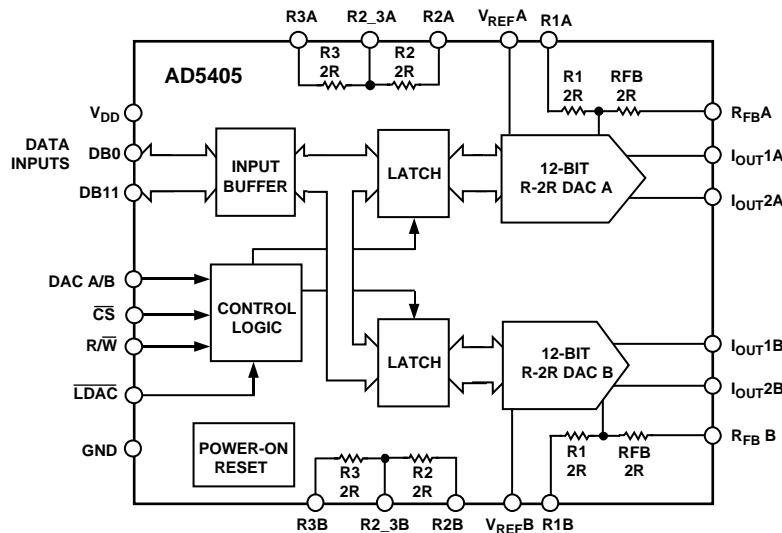 R3A R2_3A R2A VREFA R1A
AD5405
R3
2R
R2
2R
R1
2R
RFB
2R
VDD
RFBA
DATA
INPUTS
DB0
DB11
INPUT
BUFFER
LATCH
12-BIT
R-2R DAC A
IOUT1A
IOUT2A
DAC A/B
C̅S̅
R/W̅
L̅D̅A̅C̅
GND
CONTROL
LOGIC
LATCH
12-BIT
R-2R DAC B
IOUT1B
IOUT2B
RFB B
POWER-ON
RESET
R3
2R
R2
2R
R1
2R
RFB
2R
R3B R2_3B R2B VREFB R1B